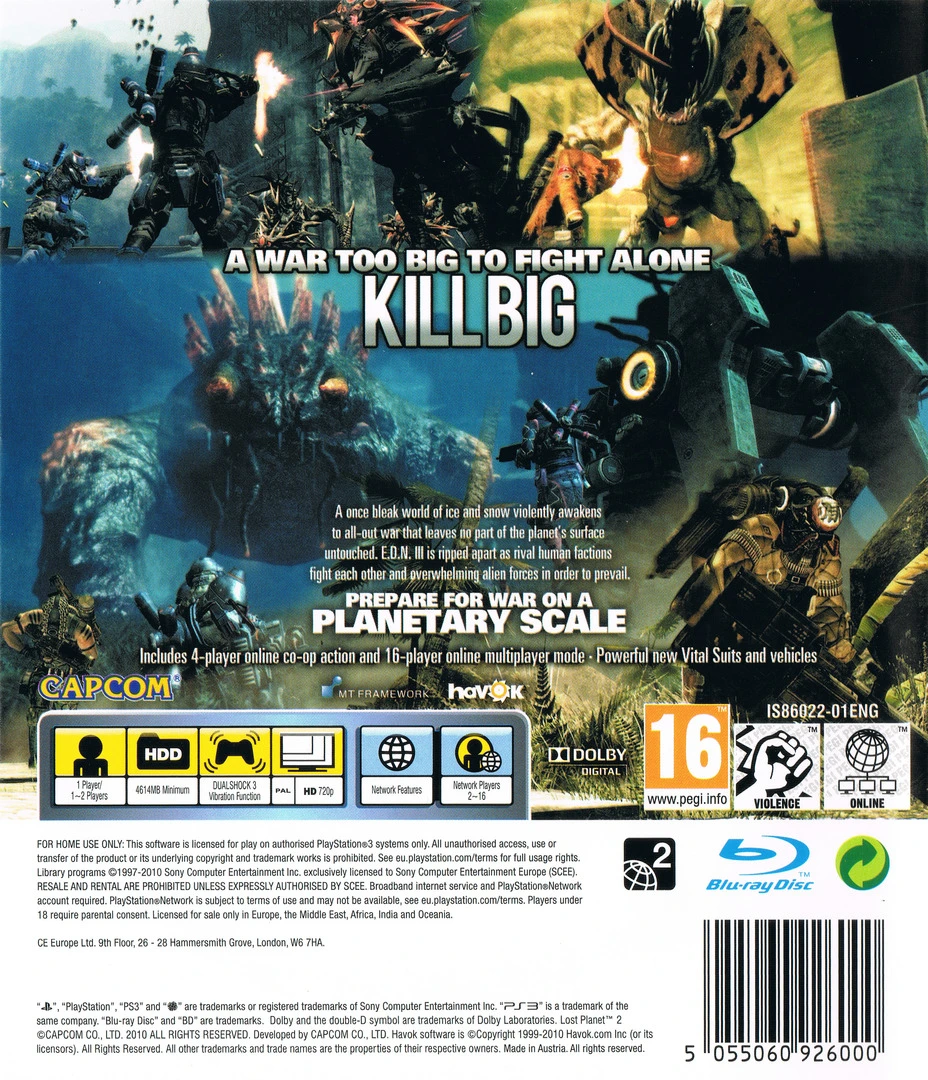 A WAR TOO BIG TO FIGHT ALONE
KILL BIG
A once bleak world of ice and snow violently awakens
to all-out war that leaves no part of the planet's surface
untouched. E.D.N. III is ripped apart as rival human factions
fight each other and overwhelming alien forces in order to prevail.
PREPARE FOR WAR ON A
PLANETARY SCALE
Includes 4-player online co-op action and 16-player online multiplayer mode · Powerful new Vital Suits and vehicles
CAPCOM®
MT FRAMEWORK™
havok
IS86022-01ENG
1 Player/
1~2 Players
HDD
4614MB Minimum
DUALSHOCK 3
Vibration Function
PAL
HD 720p
Network Features
Network Players
2~16
DOLBY
DIGITAL
16™
www.pegi.info
VIOLENCE
TM
ONLINE
TM
FOR HOME USE ONLY: This software is licensed for play on authorised PlayStation®3 systems only. All unauthorised access, use or
transfer of the product or its underlying copyright and trademark works is prohibited. See eu.playstation.com/terms for full usage rights.
Library programs ©1997-2010 Sony Computer Entertainment Inc. exclusively licensed to Sony Computer Entertainment Europe (SCEE).
RESALE AND RENTAL ARE PROHIBITED UNLESS EXPRESSLY AUTHORISED BY SCEE. Broadband internet service and PlayStation®Network
account required. PlayStation®Network is subject to terms of use and may not be available, see eu.playstation.com/terms. Players under
18 require parental consent. Licensed for sale only in Europe, the Middle East, Africa, India and Oceania.
2
Blu-ray Disc™
CE Europe Ltd. 9th Floor, 26 - 28 Hammersmith Grove, London, W6 7HA.
“ ”, “PlayStation”, “PS3” and “ ” are trademarks or registered trademarks of Sony Computer Entertainment Inc. “PS3” is a trademark of the
same company. “Blu-ray Disc” and “BD” are trademarks. Dolby and the double-D symbol are trademarks of Dolby Laboratories. Lost Planet™ 2
©CAPCOM CO., LTD. 2010 ALL RIGHTS RESERVED. Developed by CAPCOM CO., LTD. Havok software is ©Copyright 1999-2010 Havok.com Inc (or its
licensors). All Rights Reserved. All other trademarks and trade names are the properties of their respective owners. Made in Austria. All rights reserved.
5 055060 926000